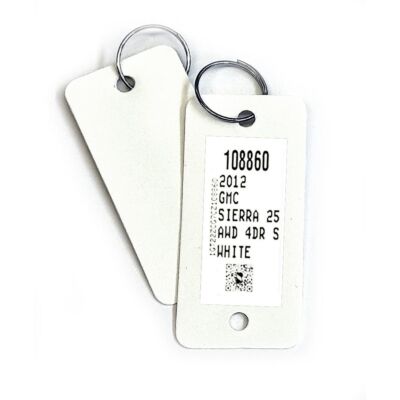 108860
2012
GMC
SIERRA 25
AWD 4DR S
WHITE